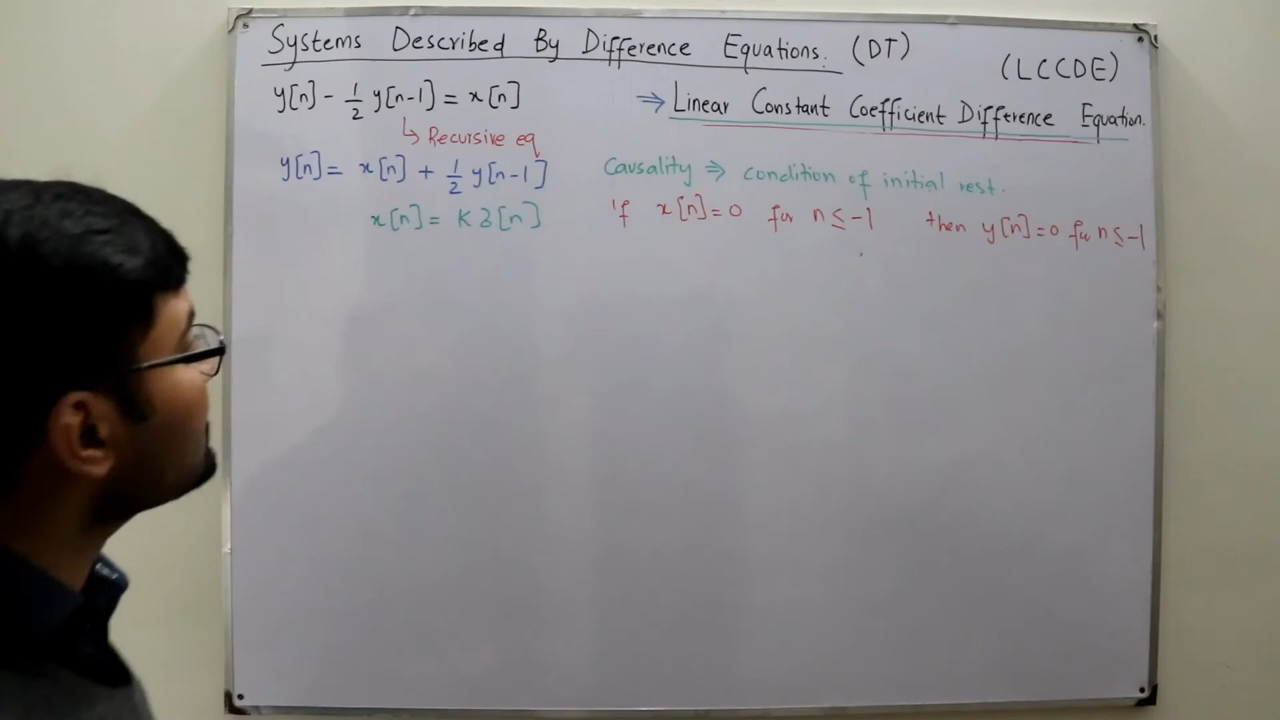 Systems Described By Difference Equations. (DT)
(LCCDE)
y[n] - 1/2 y[n-1] = x[n]
⇒ Linear Constant Coefficient Difference Equation.
↳ Recursive eq
y[n] = x[n] + 1/2 y[n-1]
Causality ⇒ condition of initial rest.
x[n] = K δ[n]
if x[n]=0 for n ≤ -1 then y[n]=0 for n ≤ -1